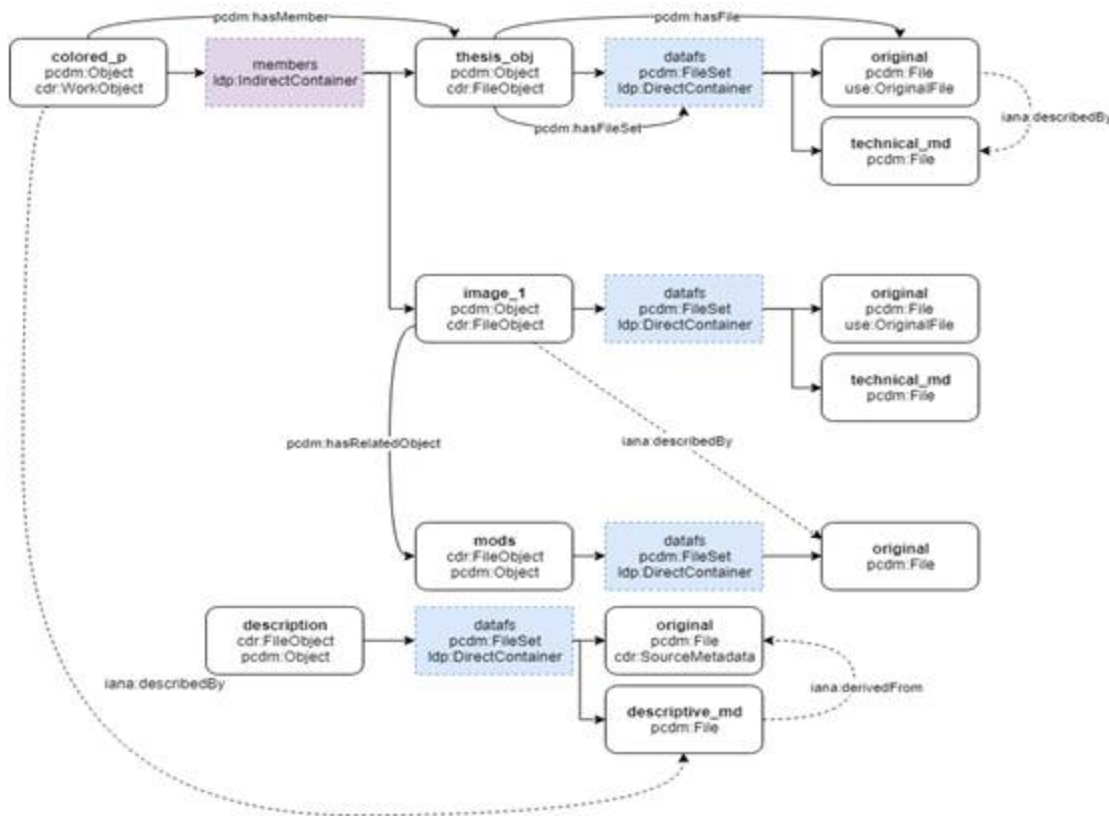 pcdm:hasMember
pcdm:hasFile
colored_p
pcdm:Object
cdr:WorkObject
members
ldp:IndirectContainer
thesis_obj
pcdm:Object
cdr:FileObject
datafs
pcdm:FileSet
ldp:DirectContainer
original
pcdm:File
use:OriginalFile
iana:describedBy
pcdm:hasFileSet
technical_md
pcdm:File
image_1
pcdm:Object
cdr:FileObject
datafs
pcdm:FileSet
ldp:DirectContainer
original
pcdm:File
use:OriginalFile
technical_md
pcdm:File
pcdm:hasRelatedObject
iana:describedBy
mods
cdr:FileObject
pcdm:Object
datafs
pcdm:FileSet
ldp:DirectContainer
original
pcdm:File
description
cdr:FileObject
pcdm:Object
datafs
pcdm:FileSet
ldp:DirectContainer
original
pcdm:File
cdr:SourceMetadata
iana:describedBy
iana:derivedFrom
descriptive_md
pcdm:File